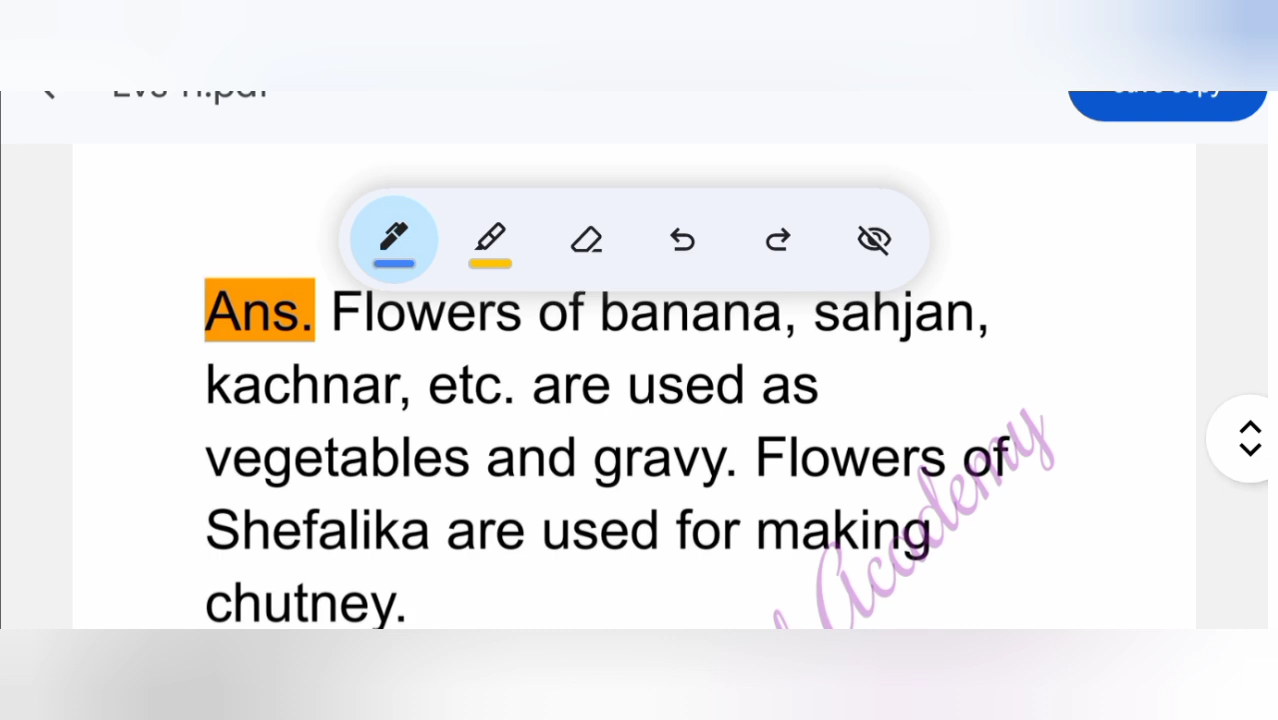 Ans. Flowers of banana, sahjan,
kachnar, etc. are used as
vegetables and gravy. Flowers of
Shefalika are used for making
chutney.
Academy